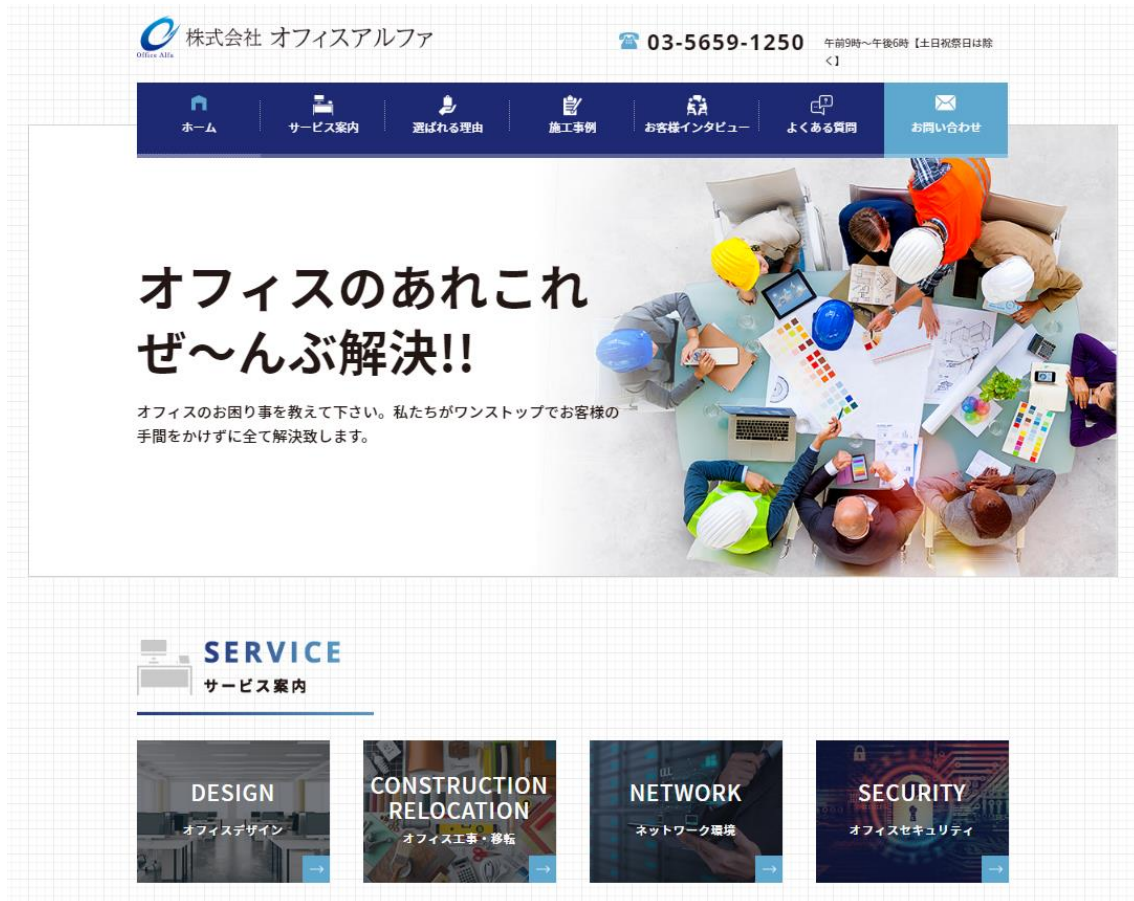 株式会社 オフィスアルファ
Office Alfa
03-5659-1250
午前9時～午後6時【土日祝祭日は除
く】
ホーム
サービス案内
選ばれる理由
施工事例
お客様インタビュー
よくある質問
お問い合わせ
オフィスのあれこれ
ぜ～んぶ解決!!
オフィスのお困り事を教えて下さい。私たちがワンストップでお客様の
手間をかけずに全て解決致します。
SERVICE
サービス案内
DESIGN
オフィスデザイン
CONSTRUCTION
RELOCATION
オフィス工事・移転
NETWORK
ネットワーク環境
SECURITY
オフィスセキュリティ